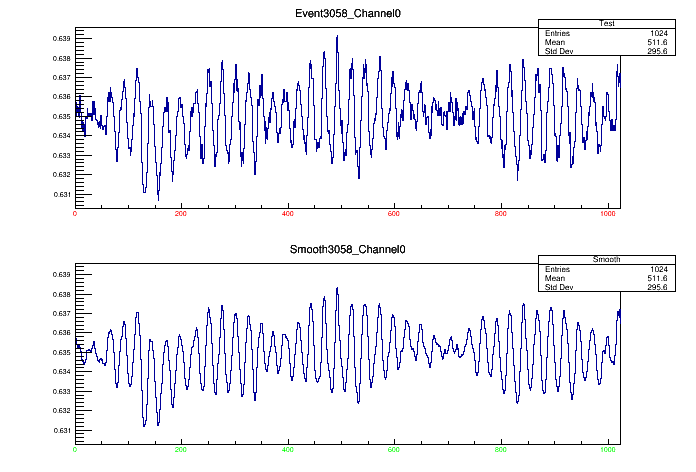 Event3058_Channel0
Test
Entries 1024
Mean 511.6
Std Dev 295.6
0.639
0.638
0.637
0.636
0.635
0.634
0.633
0.632
0.631
0 200 400 600 800 1000
Smooth3058_Channel0
Smooth
Entries 1024
Mean 511.6
Std Dev 295.6
0.639
0.638
0.637
0.636
0.635
0.634
0.633
0.632
0.631
0 200 400 600 800 1000